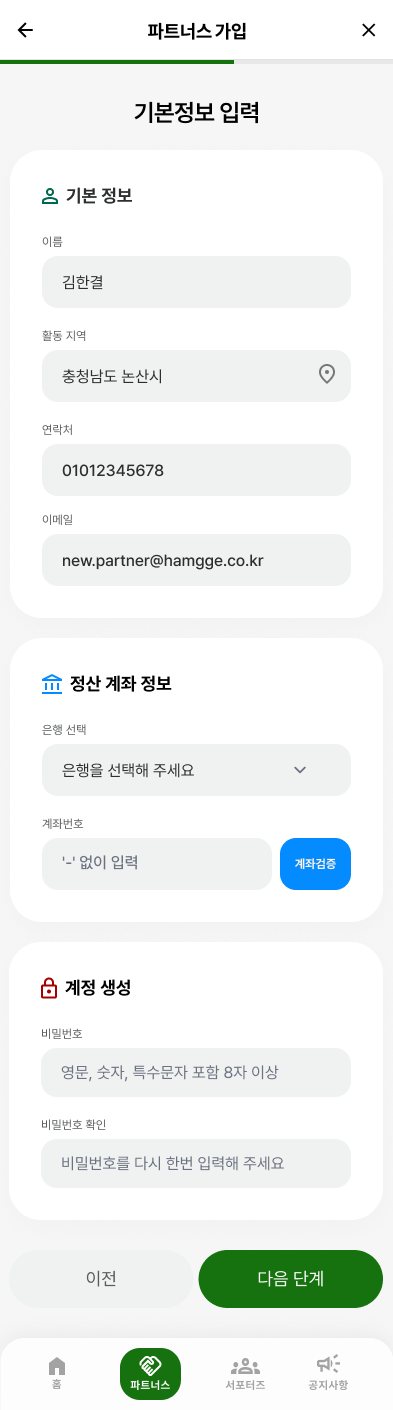 파트너스 가입
기본정보 입력
기본 정보
이름
김한결
활동 지역
충청남도 논산시
연락처
01012345678
이메일
new.partner@hamgge.co.kr
정산 계좌 정보
은행 선택
은행을 선택해 주세요
계좌번호
'-' 없이 입력
계좌검증
계정 생성
비밀번호
영문, 숫자, 특수문자 포함 8자 이상
비밀번호 확인
비밀번호를 다시 한번 입력해 주세요
이전
다음 단계
홈
파트너스
서포터즈
공지사항